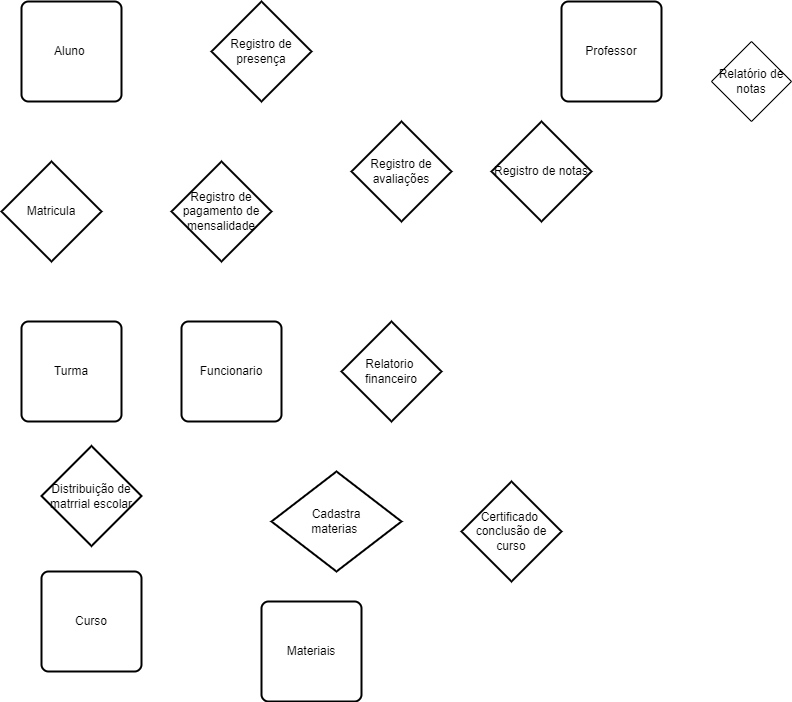 Aluno
Registro de
presença
Professor
Relatório de
notas
Registro de
avaliações
Registro de notas
Matricula
Registro de
pagamento de
mensalidade
Turma
Funcionario
Relatorio
financeiro
Distribuição de
matrrial escolar
Cadastra
materias
Certificado
conclusão de
curso
Curso
Materiais